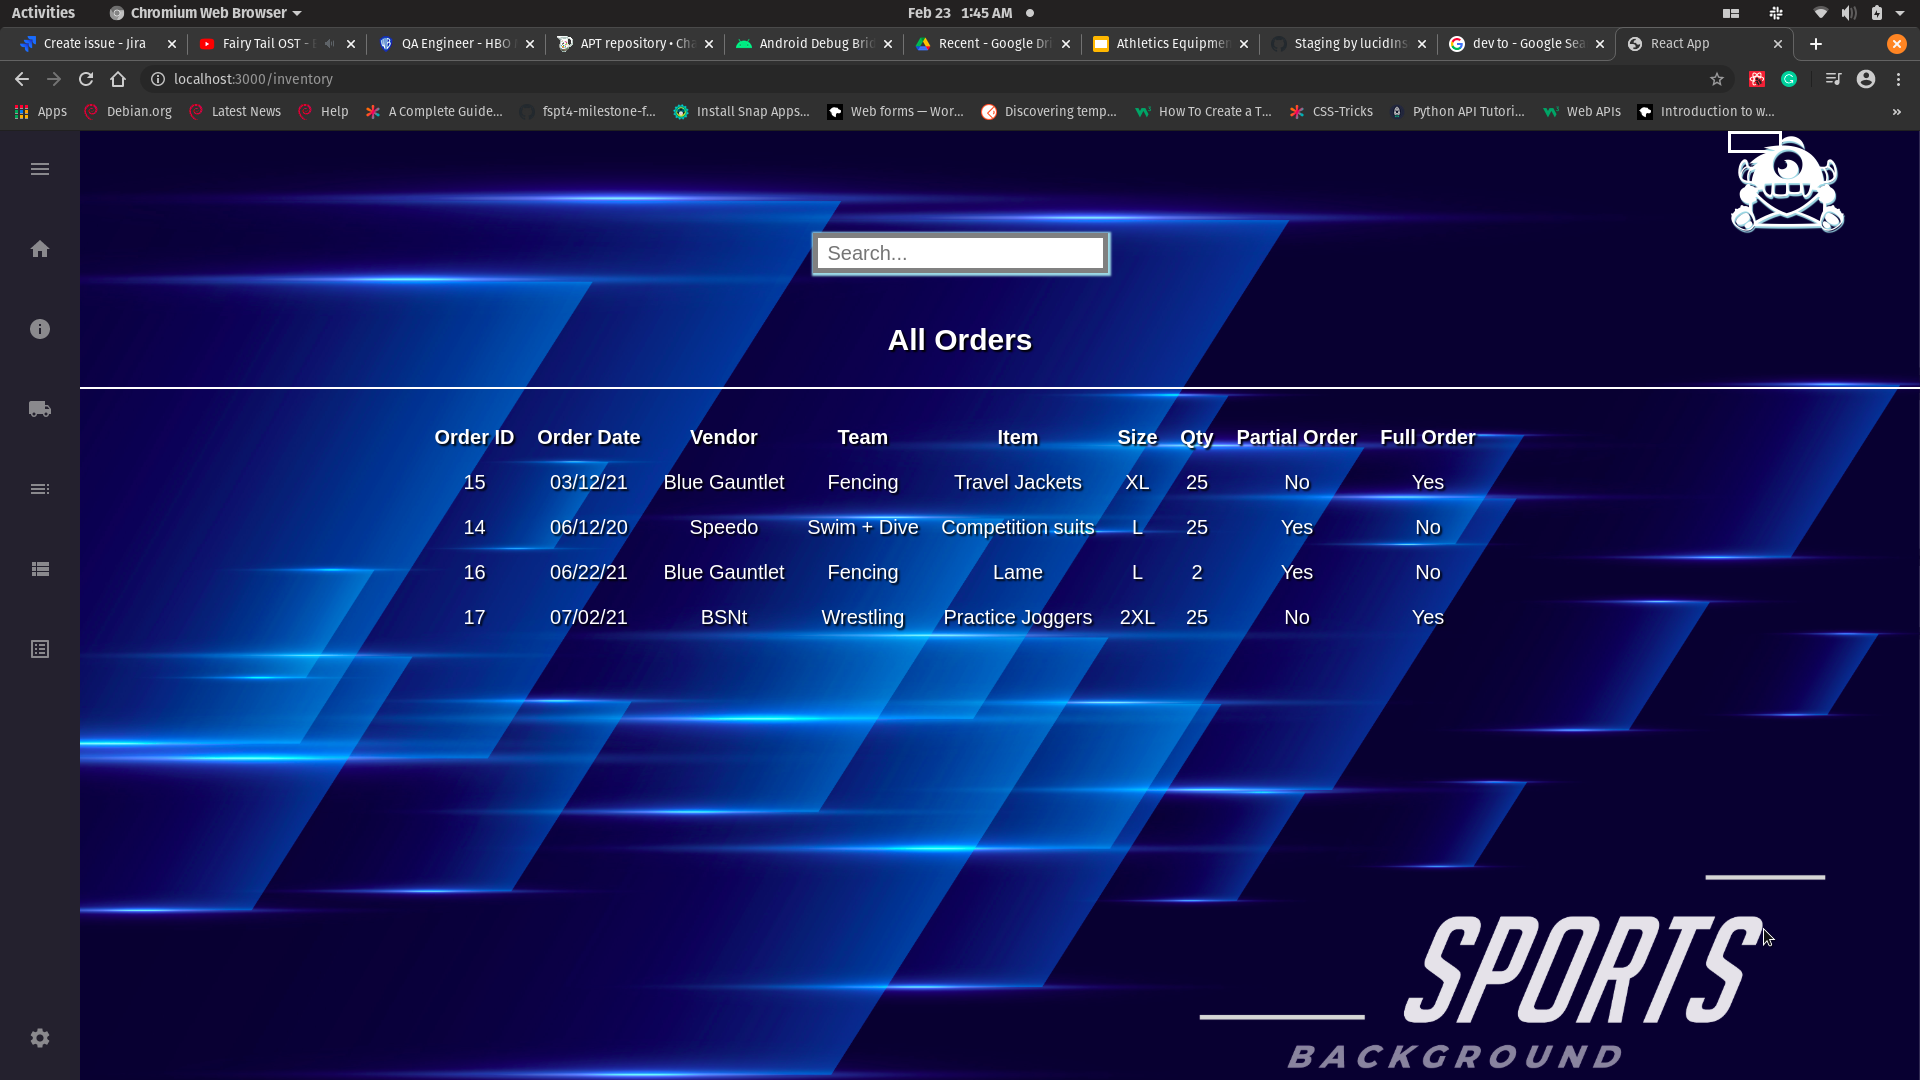 Activities Chromium Web Browser Feb 23 1:45 AM
Create issue - Jira Fairy Tail OST - QA Engineer - HBO APT repository • Cha Android Debug Bri Recent - Google Dri Athletics Equipmen Staging by lucidIns dev to - Google Sea React App
localhost:3000/inventory
Apps Debian.org Latest News Help A Complete Guide... fspt4-milestone-f... Install Snap Apps... Web forms — Wor... Discovering temp... How To Create a T... CSS-Tricks Python API Tutori... Web APIs Introduction to w... »
Search...
All Orders
Order ID Order Date Vendor Team Item Size Qty Partial Order Full Order
15 03/12/21 Blue Gauntlet Fencing Travel Jackets XL 25 No Yes
14 06/12/20 Speedo Swim + Dive Competition suits L 25 Yes No
16 06/22/21 Blue Gauntlet Fencing Lame L 2 Yes No
17 07/02/21 BSNt Wrestling Practice Joggers 2XL 25 No Yes
SPORTS
BACKGROUND